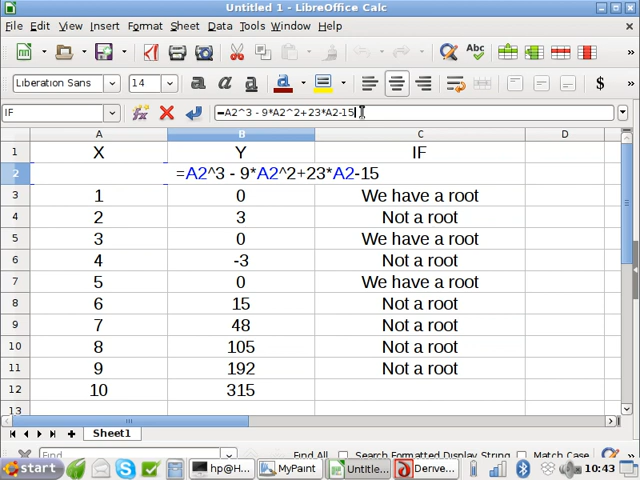 Untitled 1 - LibreOffice Calc
File Edit View Insert Format Sheet Data Tools Window Help
Liberation Sans 14 a a a $
IF =A2^3 - 9*A2^2+23*A2-15
A B C D
1 X Y IF
2 =A2^3 - 9*A2^2+23*A2-15
3 1 0 We have a root
4 2 3 Not a root
5 3 0 We have a root
6 4 -3 Not a root
7 5 0 We have a root
8 6 15 Not a root
9 7 48 Not a root
10 8 105 Not a root
11 9 192 Not a root
12 10 315
13
Sheet1
Find All Search Formatted Display String Match Case
start hp@H... MyPaint Untitle... Derive... 10:43